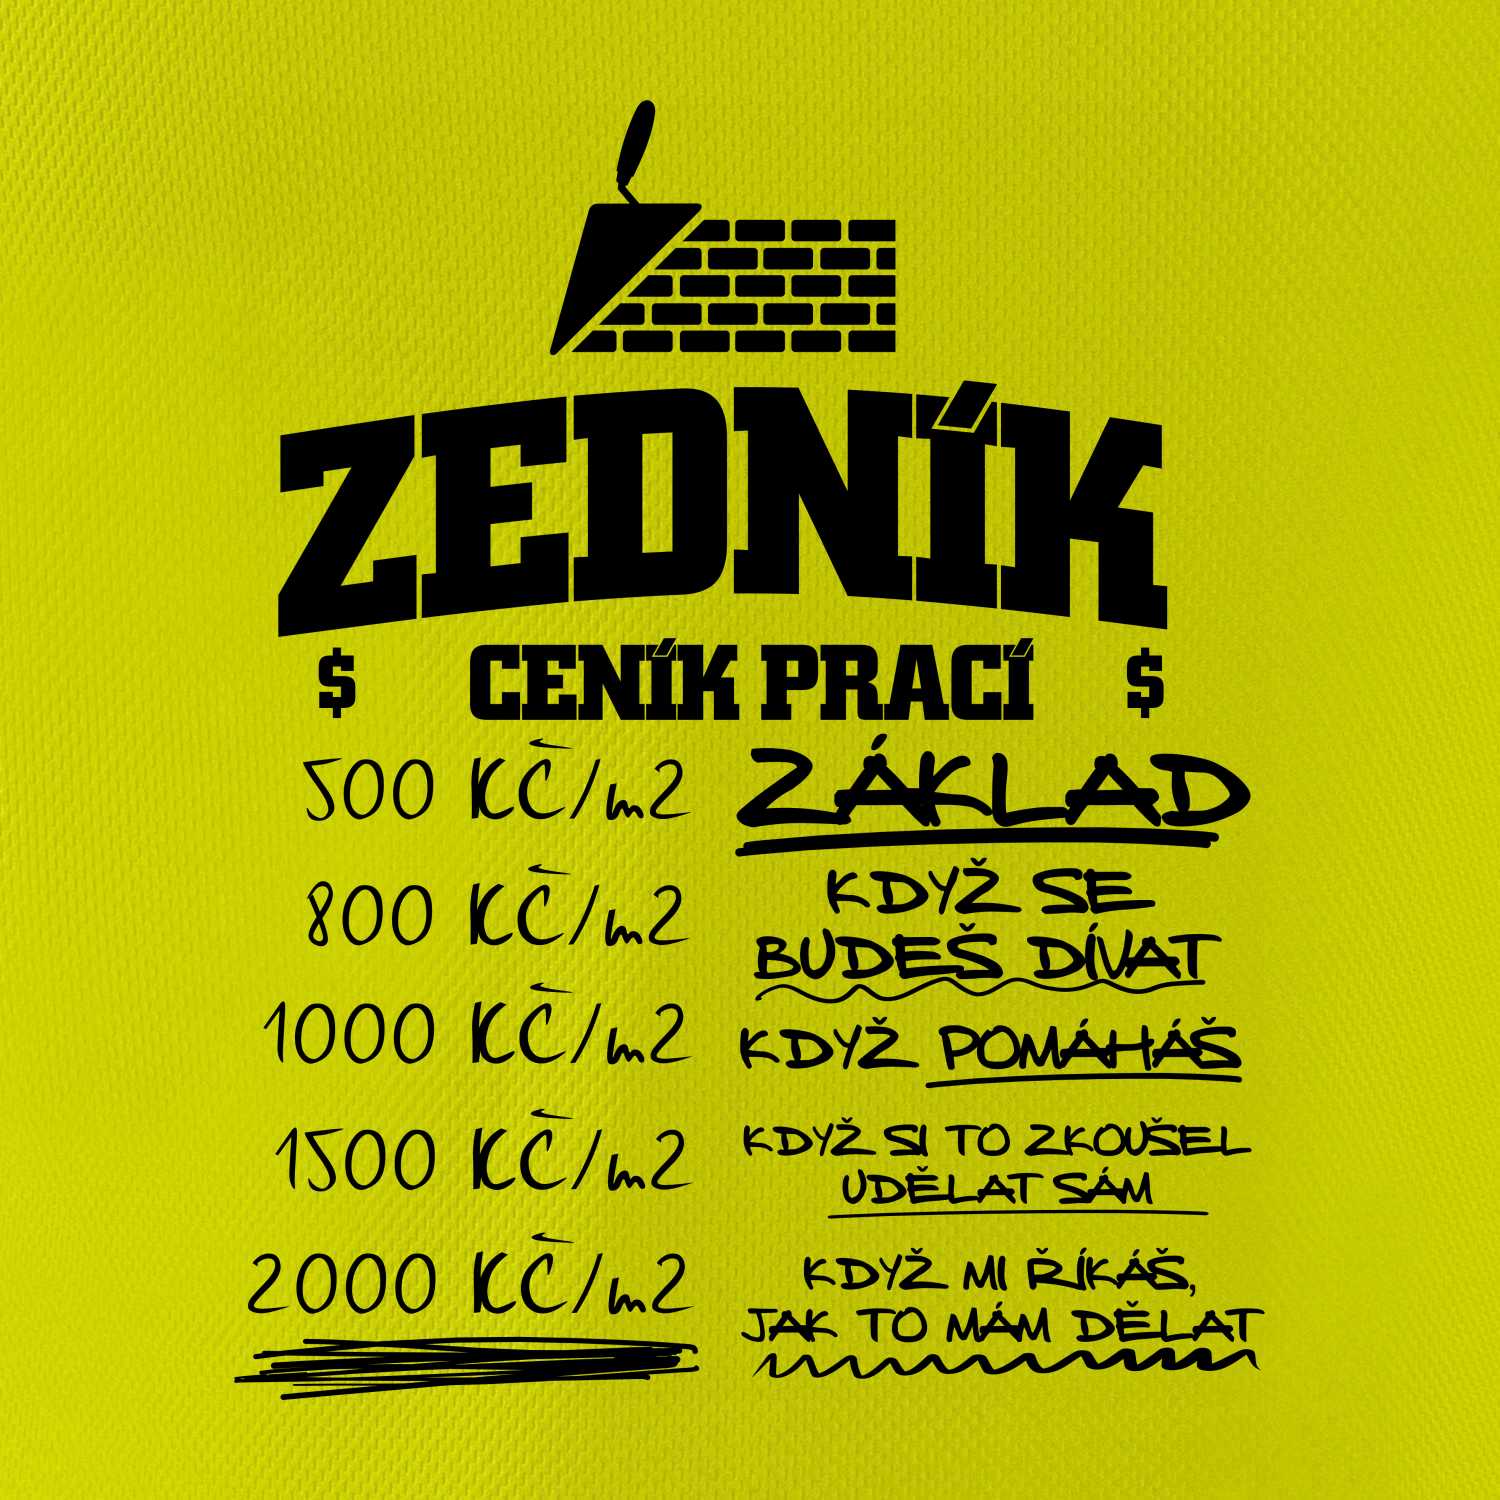 ZEDNÍK
$ CENÍK PRACÍ $
500 KČ/m2 ZÁKLAD
800 KČ/m2 KDYŽ SE
BUDEŠ DÍVAT
1000 KČ/m2 KDYŽ POMÁHÁŠ
1500 KČ/m2 KDYŽ SI TO ZKOUŠEL
UDĚLAT SÁM
2000 KČ/m2 KDYŽ MI ŘÍKÁŠ,
JAK TO MÁM DĚLAT